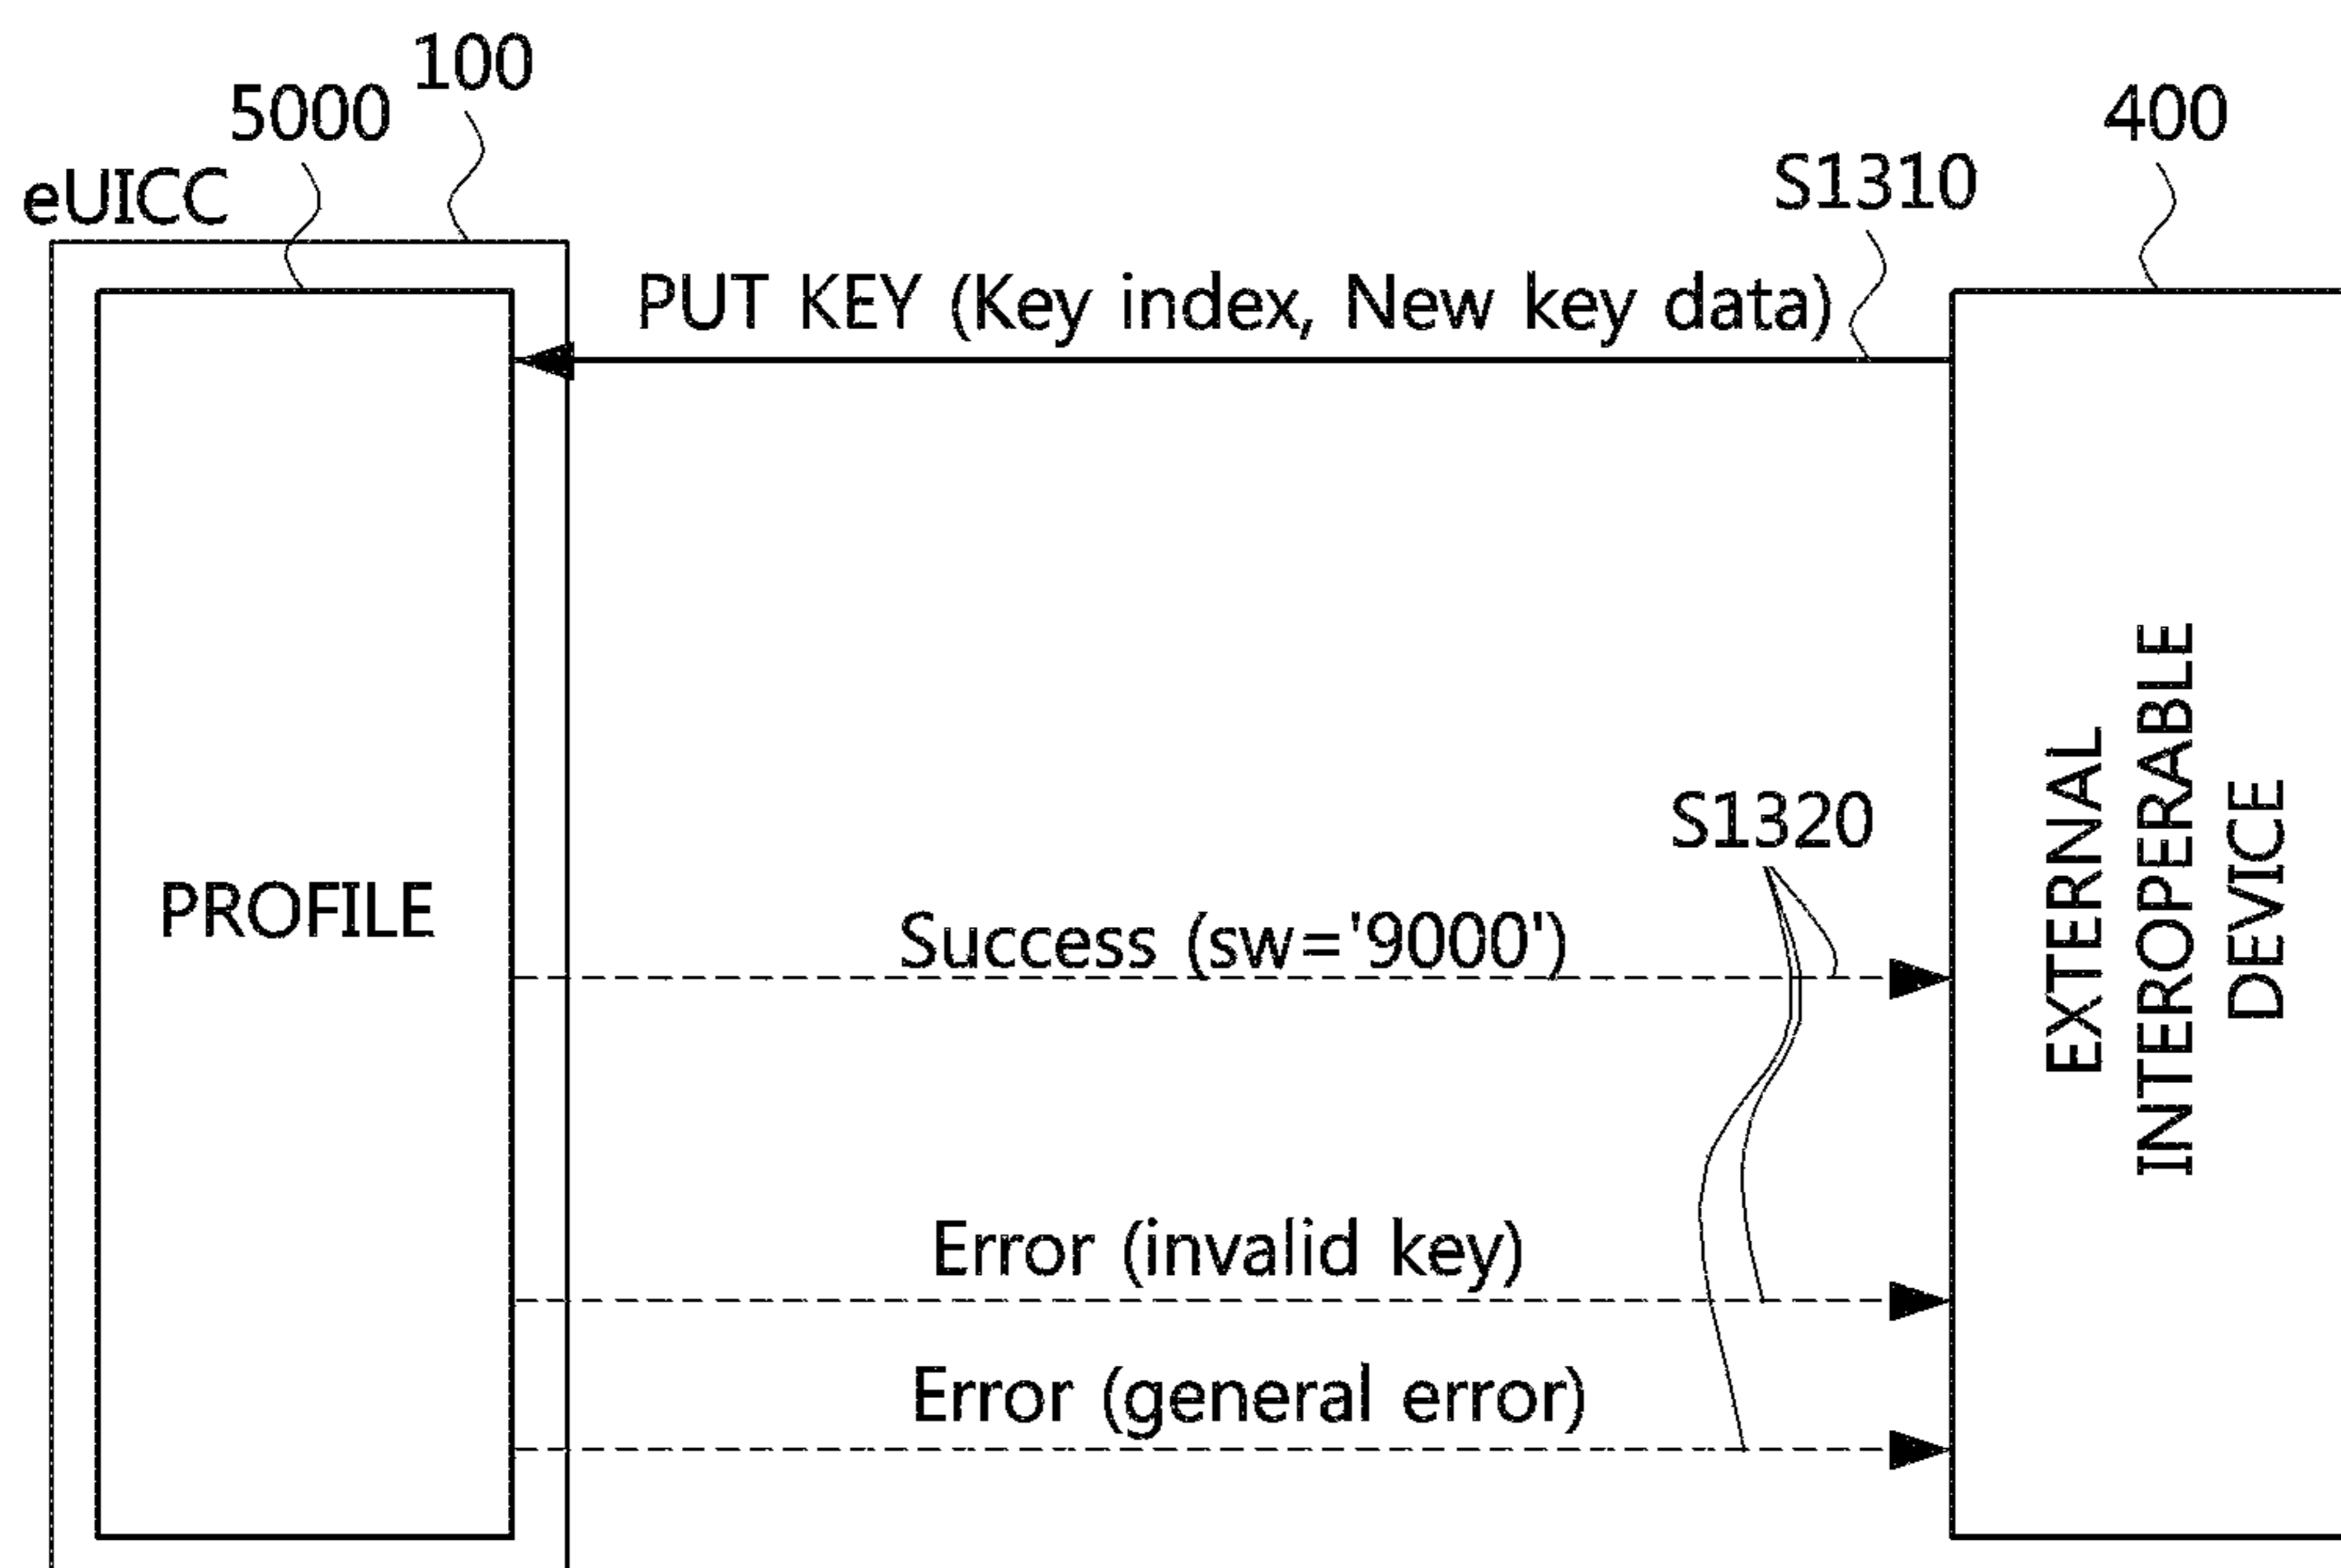 100
5000
400
eUICC
S1310
PUT KEY (Key index, New key data)
EXTERNAL
INTEROPERABLE
DEVICE
S1320
PROFILE
Success (sw='9000')
Error (invalid key)
Error (general error)